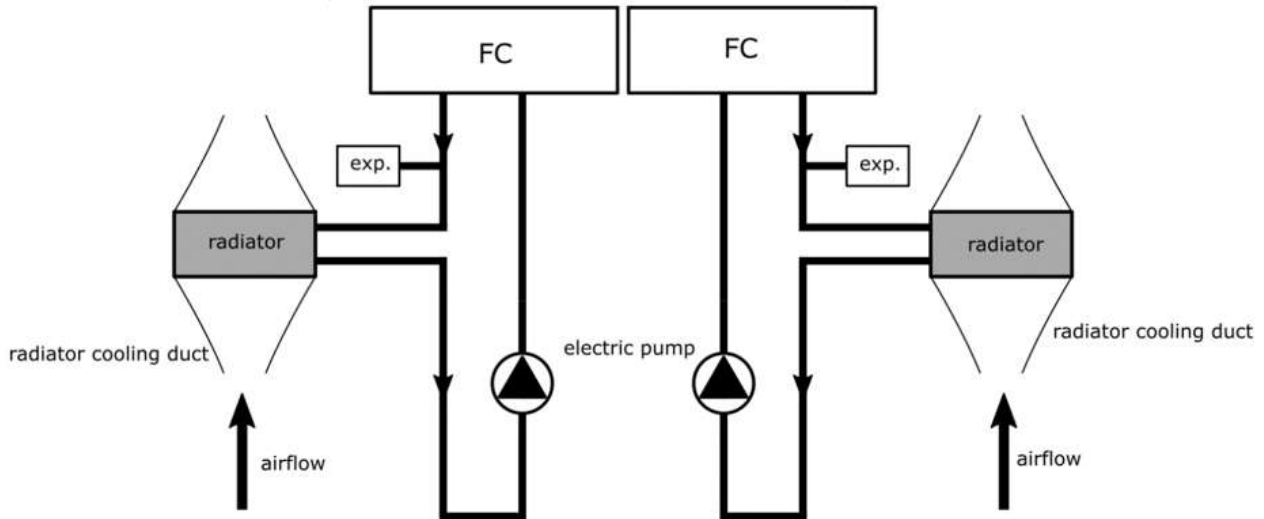 FC
FC
exp.
exp.
radiator
radiator
radiator cooling duct
electric pump
radiator cooling duct
airflow
airflow